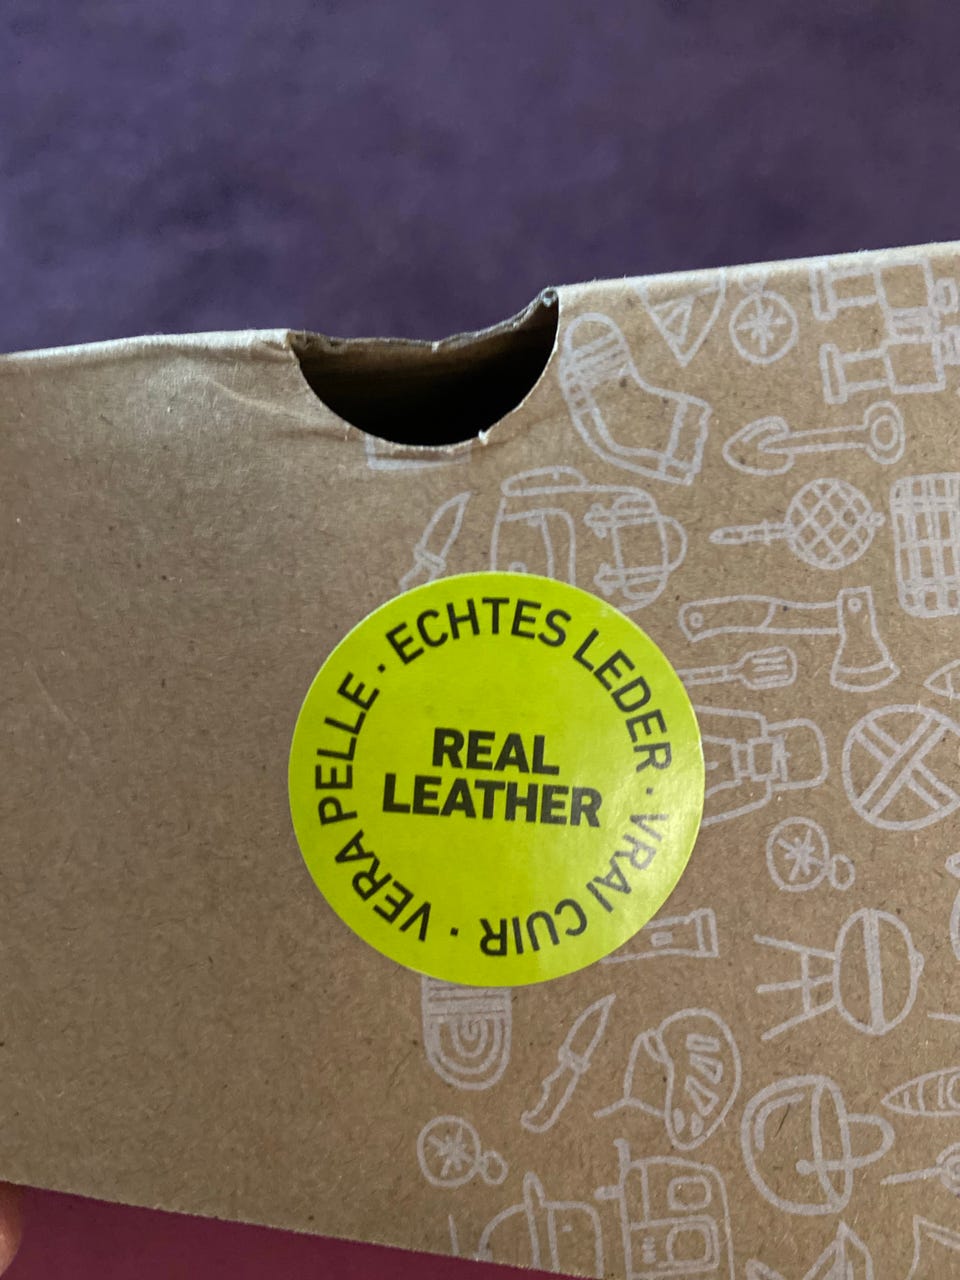 REAL
LEATHER
ECHTES LEDER · VRAI CUIR · VERA PELLE ·